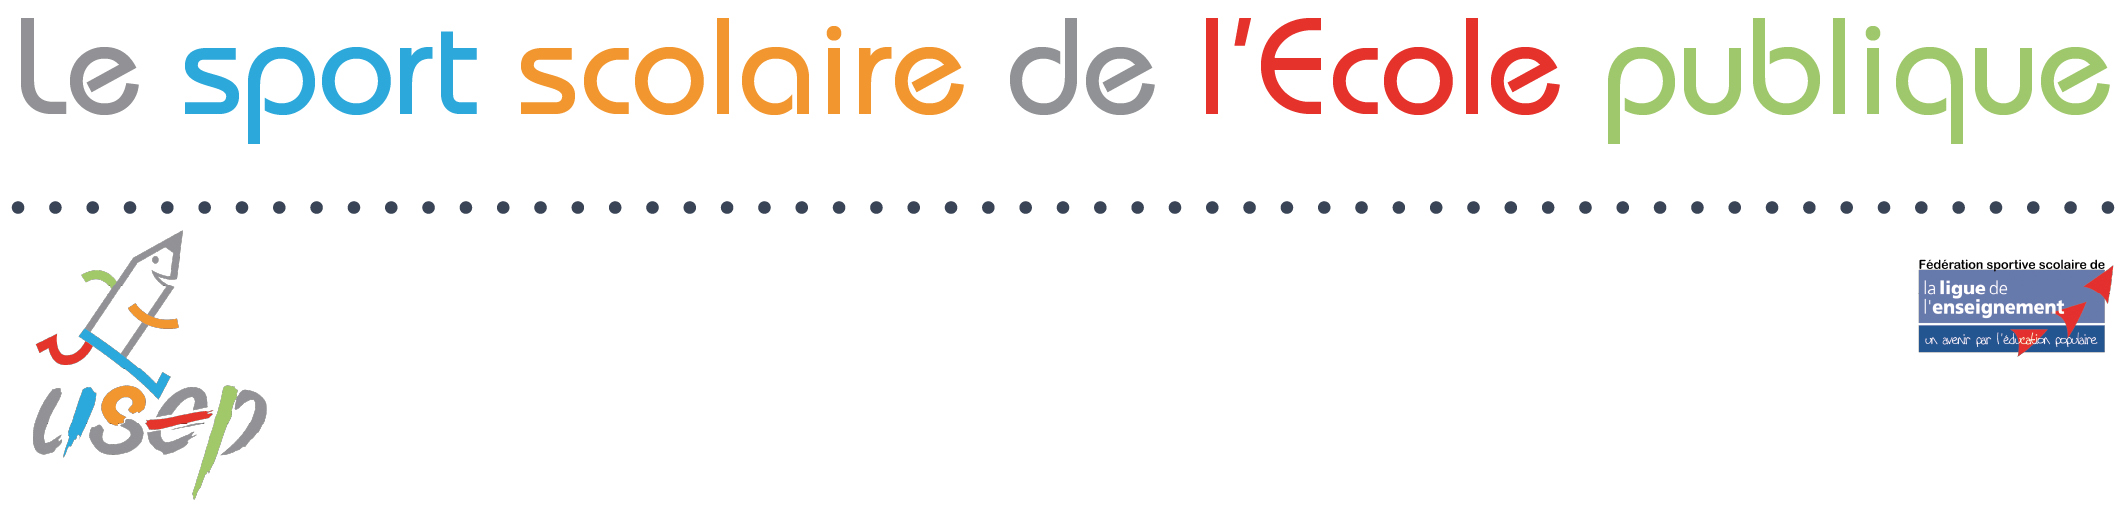 Le sport scolaire de l'Ecole publique
usep
Fédération sportive scolaire de
la ligue de
l'enseignement
un avenir par l'éducation populaire